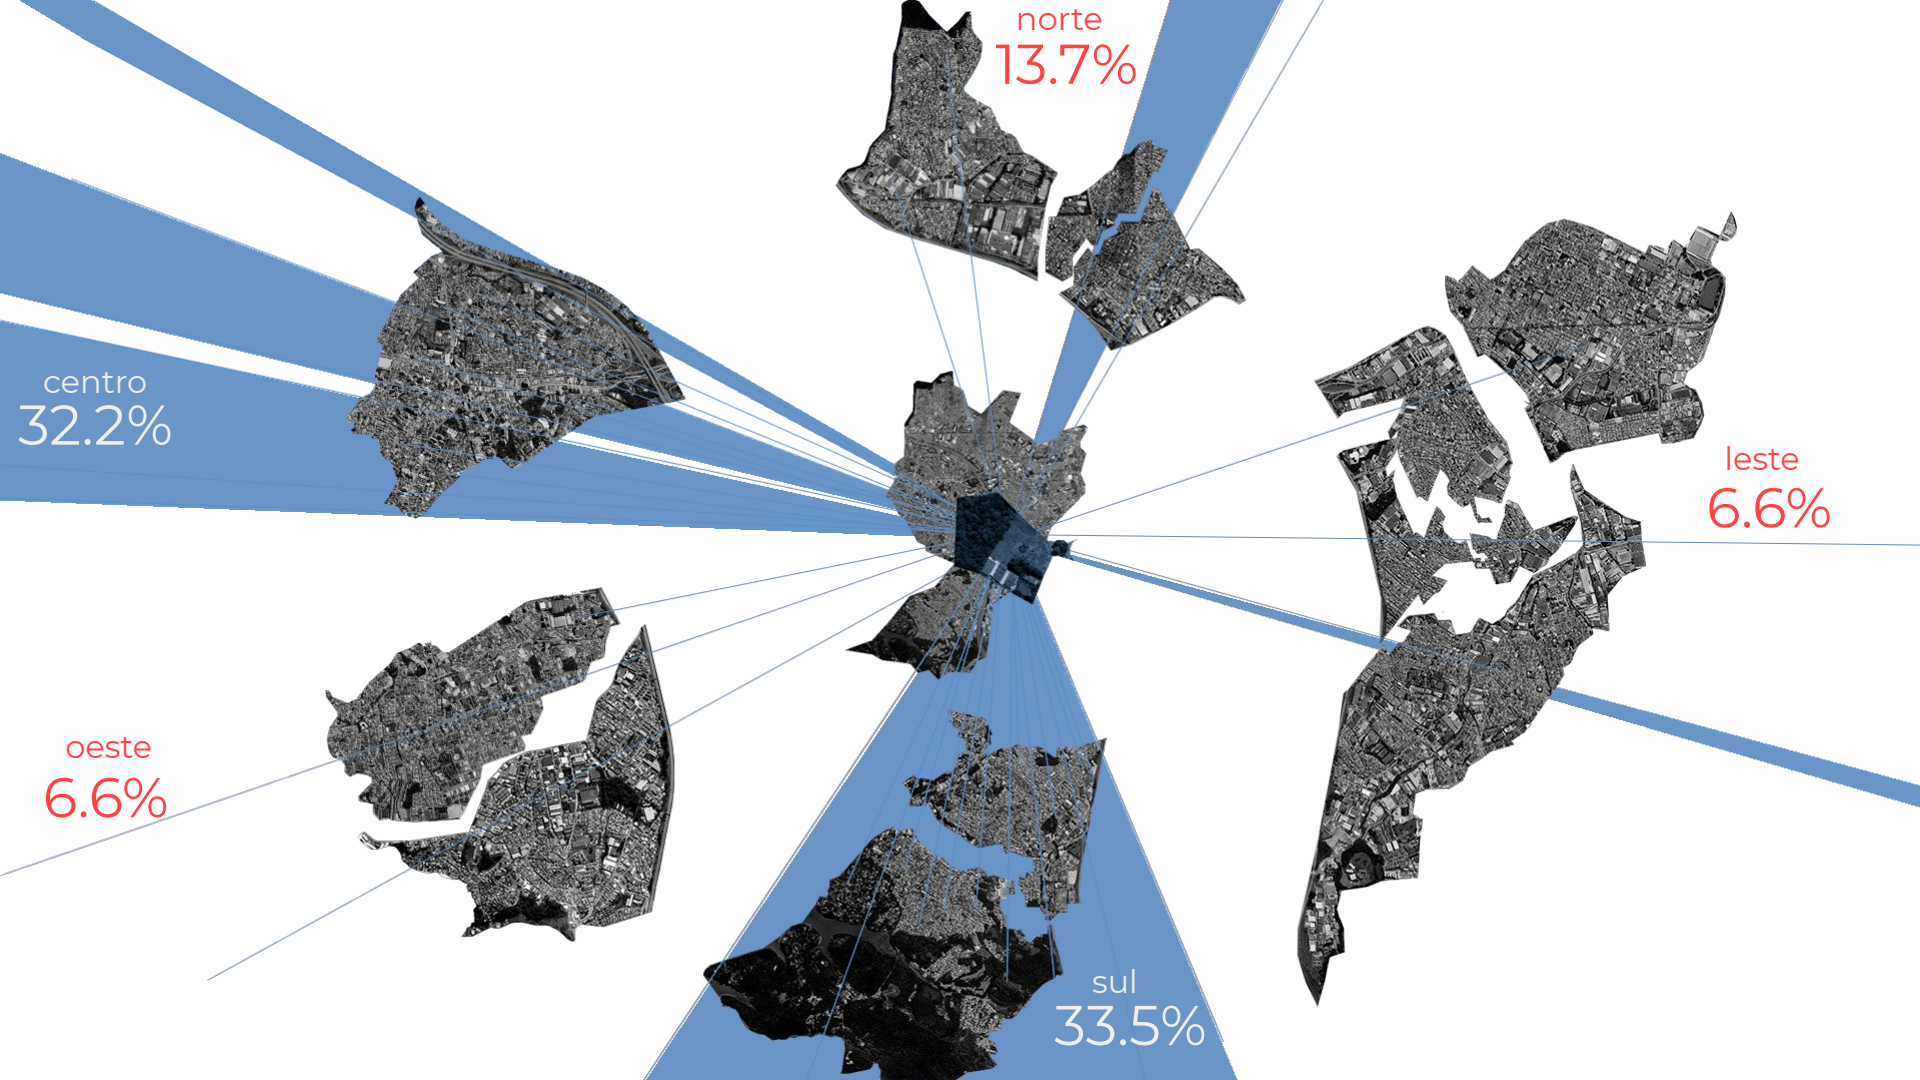 norte
13.7%
centro
32.2%
leste
6.6%
oeste
6.6%
sul
33.5%